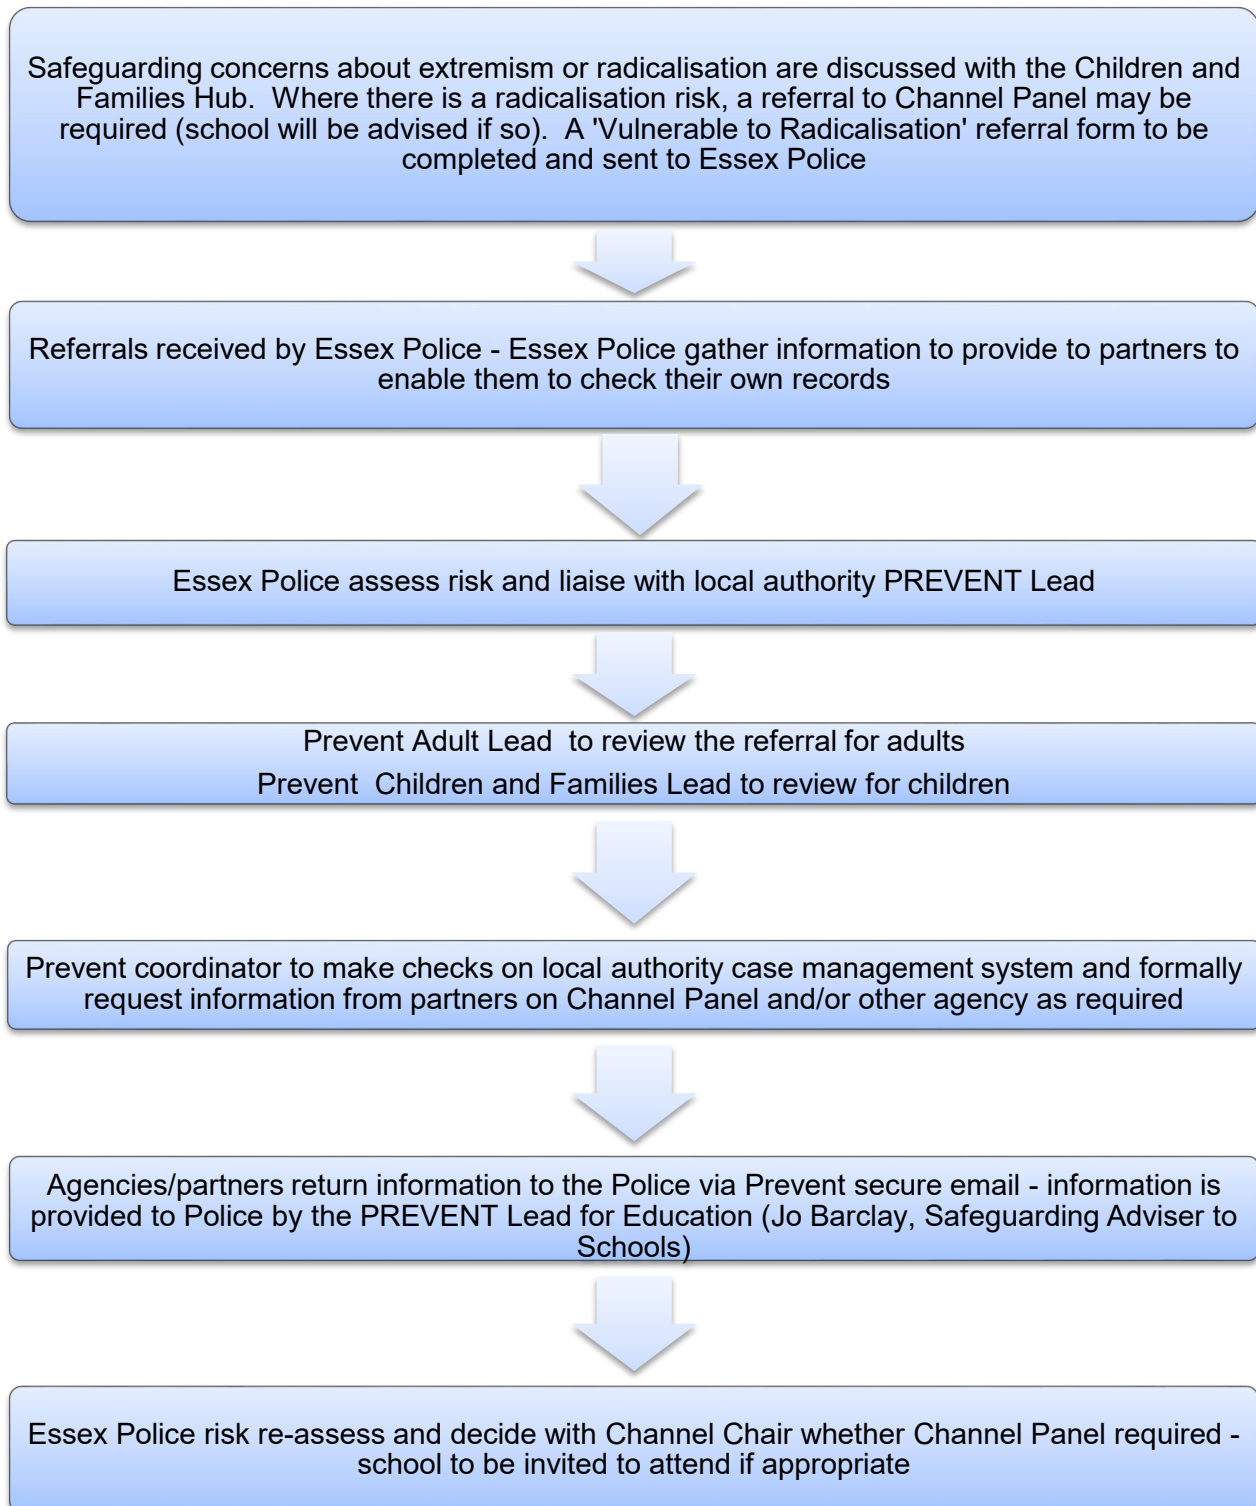 Safeguarding concerns about extremism or radicalisation are discussed with the Children and
Families Hub.  Where there is a radicalisation risk, a referral to Channel Panel may be
required (school will be advised if so).  A 'Vulnerable to Radicalisation' referral form to be
completed and sent to Essex Police
Referrals received by Essex Police - Essex Police gather information to provide to partners to
enable them to check their own records
Essex Police assess risk and liaise with local authority PREVENT Lead
Prevent Adult Lead  to review the referral for adults
Prevent  Children and Families Lead to review for children
Prevent coordinator to make checks on local authority case management system and formally
request information from partners on Channel Panel and/or other agency as required
Agencies/partners return information to the Police via Prevent secure email - information is
provided to Police by the PREVENT Lead for Education (Jo Barclay, Safeguarding Adviser to
Schools)
Essex Police risk re-assess and decide with Channel Chair whether Channel Panel required -
school to be invited to attend if appropriate